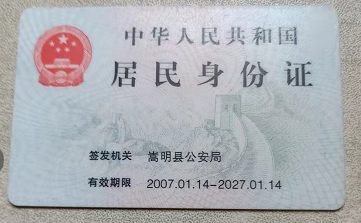 中华人民共和国
居民身份证
签发机关 嵩明县公安局
有效期限 2007.01.14-2027.01.14